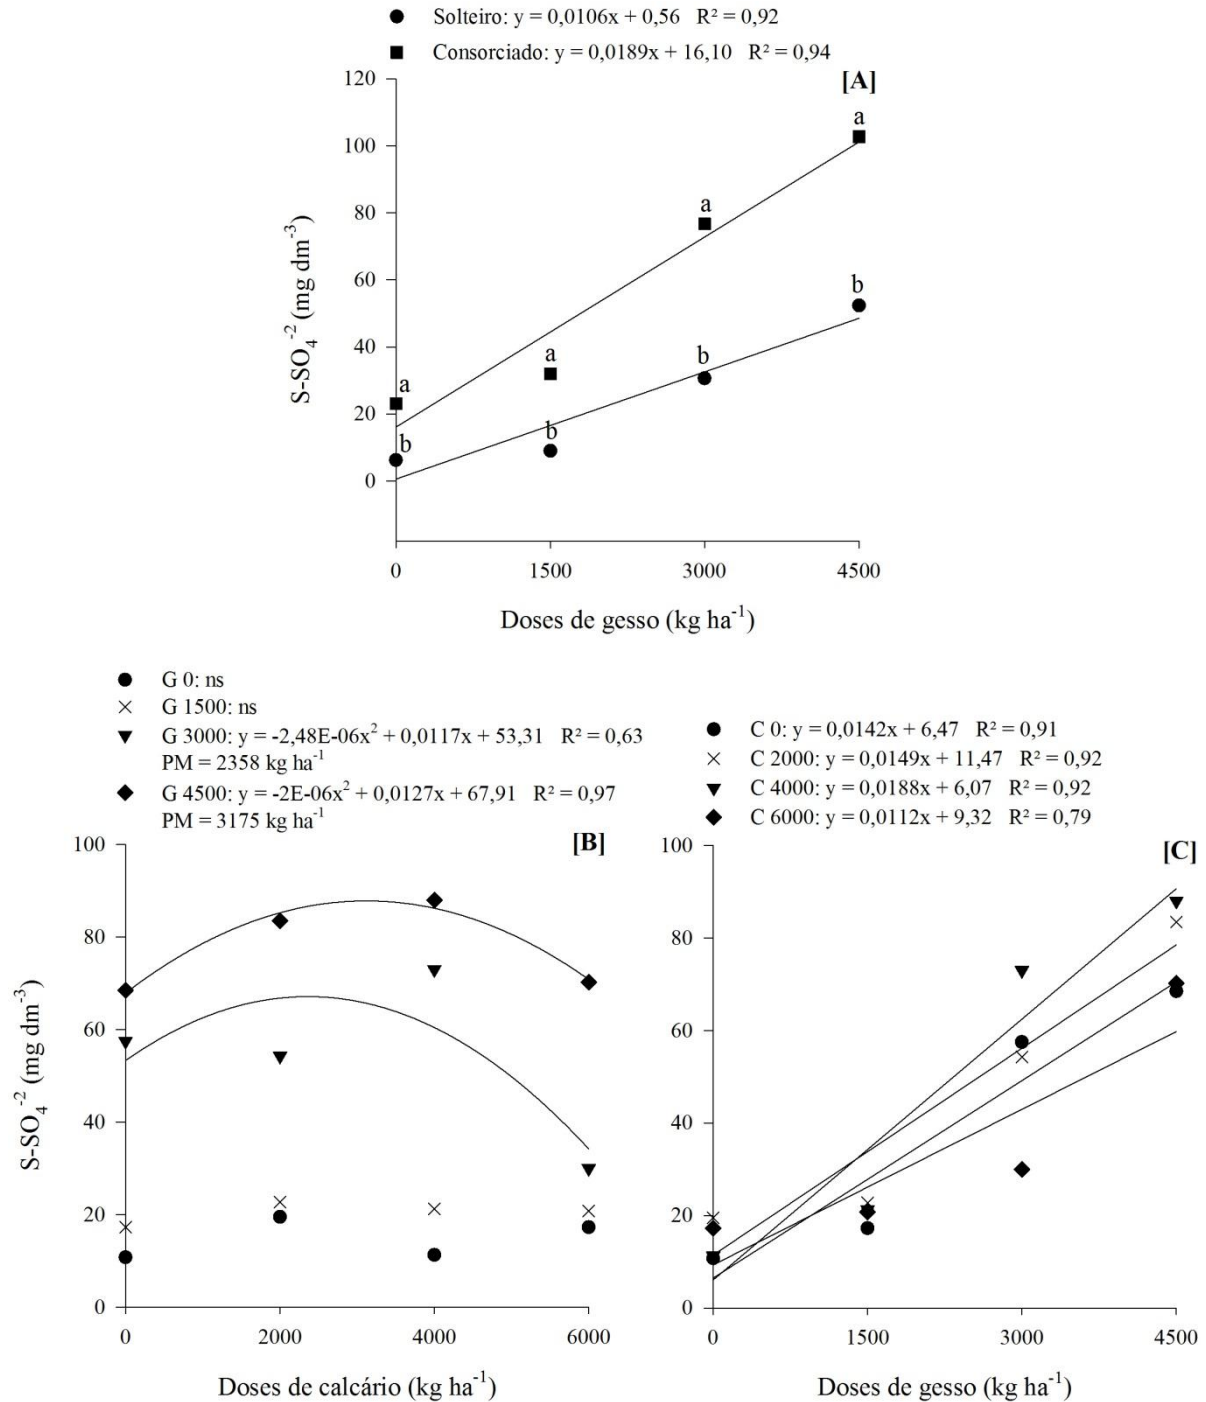 Solteiro: y = 0,0106x + 0,56 R² = 0,92
Consorciado: y = 0,0189x + 16,10 R² = 0,94
[A]
120
100
80
60
40
20
0
S-SO₄⁻² (mg dm⁻³)
a
a
a
a
b
b
b
b
0 1500 3000 4500
Doses de gesso (kg ha⁻¹)
G 0: ns
G 1500: ns
G 3000: y = -2,48E-06x² + 0,0117x + 53,31 R² = 0,63
PM = 2358 kg ha⁻¹
G 4500: y = -2E-06x² + 0,0127x + 67,91 R² = 0,97
PM = 3175 kg ha⁻¹
[B]
100
80
60
40
20
0
S-SO₄⁻² (mg dm⁻³)
0 2000 4000 6000
Doses de calcário (kg ha⁻¹)
C 0: y = 0,0142x + 6,47 R² = 0,91
C 2000: y = 0,0149x + 11,47 R² = 0,92
C 4000: y = 0,0188x + 6,07 R² = 0,92
C 6000: y = 0,0112x + 9,32 R² = 0,79
[C]
100
80
60
40
20
0
0 1500 3000 4500
Doses de gesso (kg ha⁻¹)